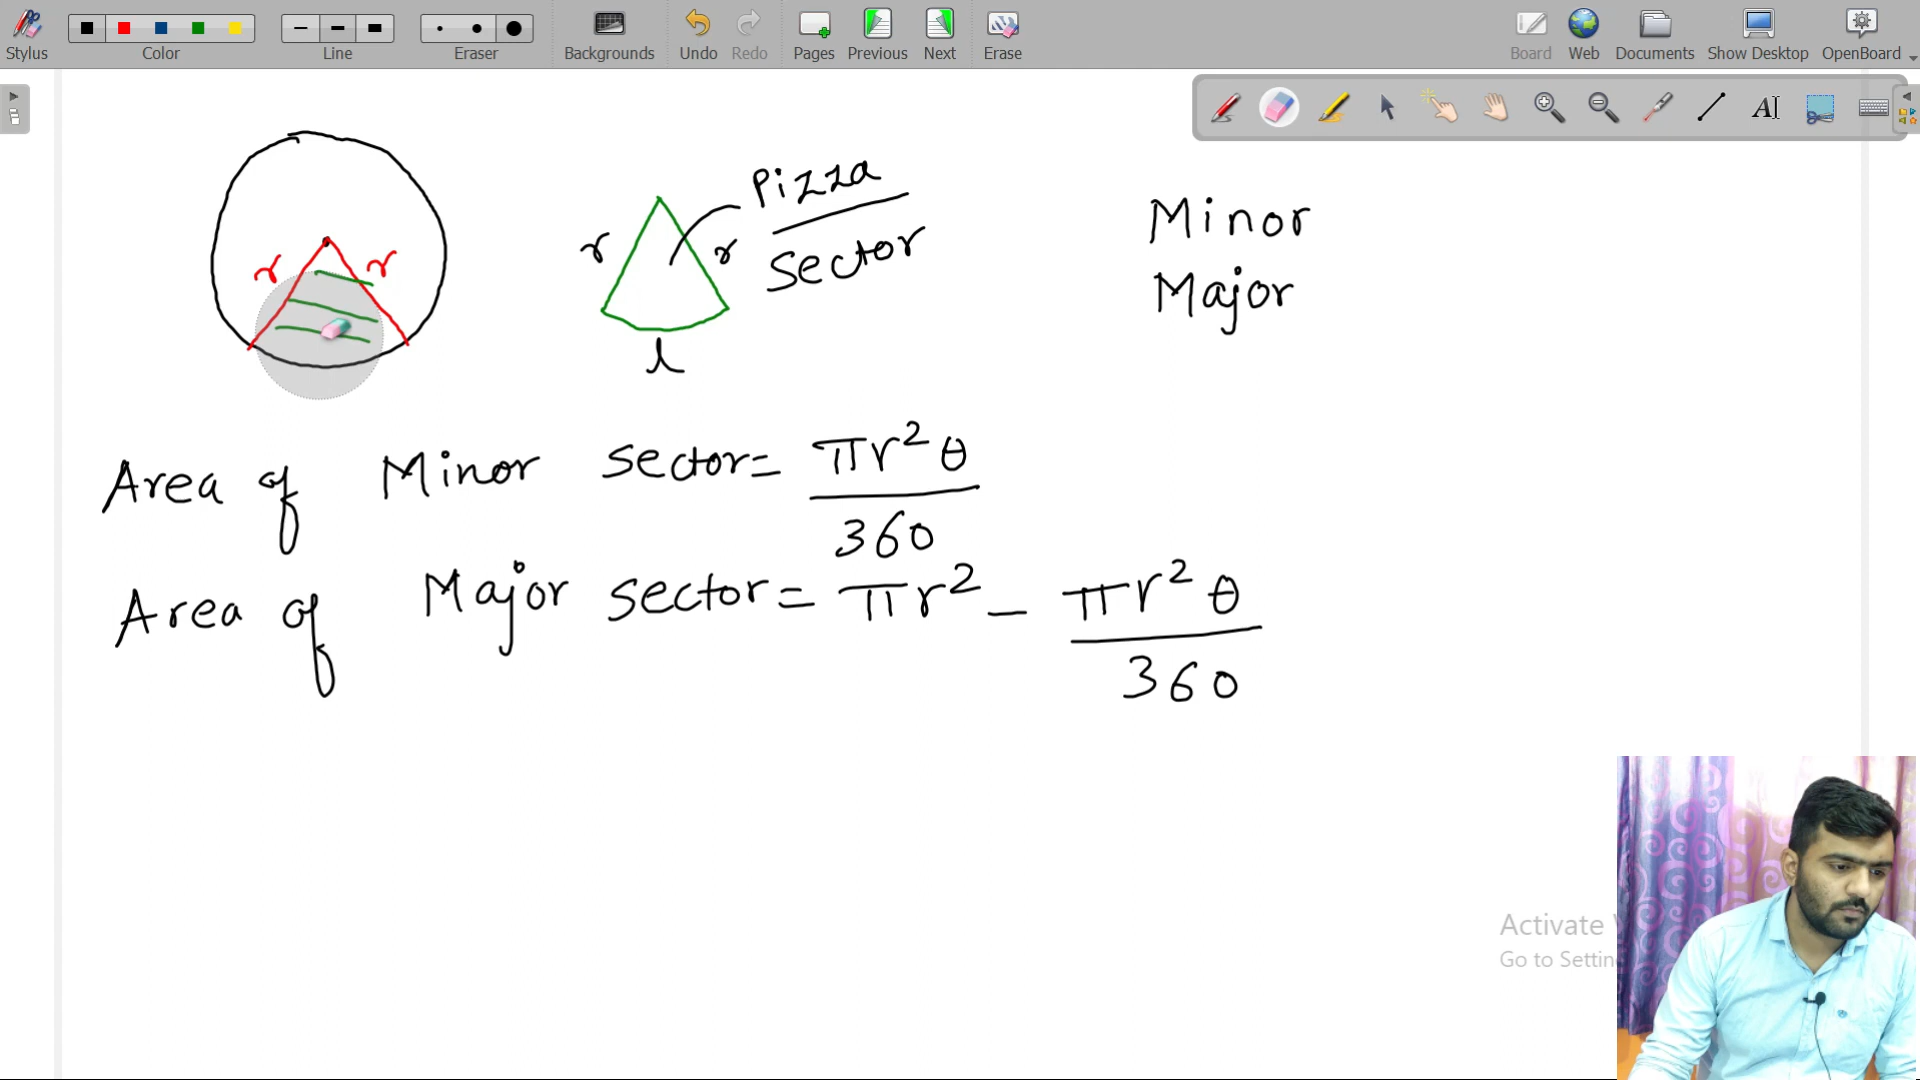 Stylus Color Line Eraser Backgrounds Undo Redo Pages Previous Next Erase Board Web Documents Show Desktop OpenBoard
Pizza
Sector
r r
r r
l
Minor
Major
Area of Minor sector = πr²θ
360
Area of Major sector = πr² - πr²θ
360
Activate
Go to Settin